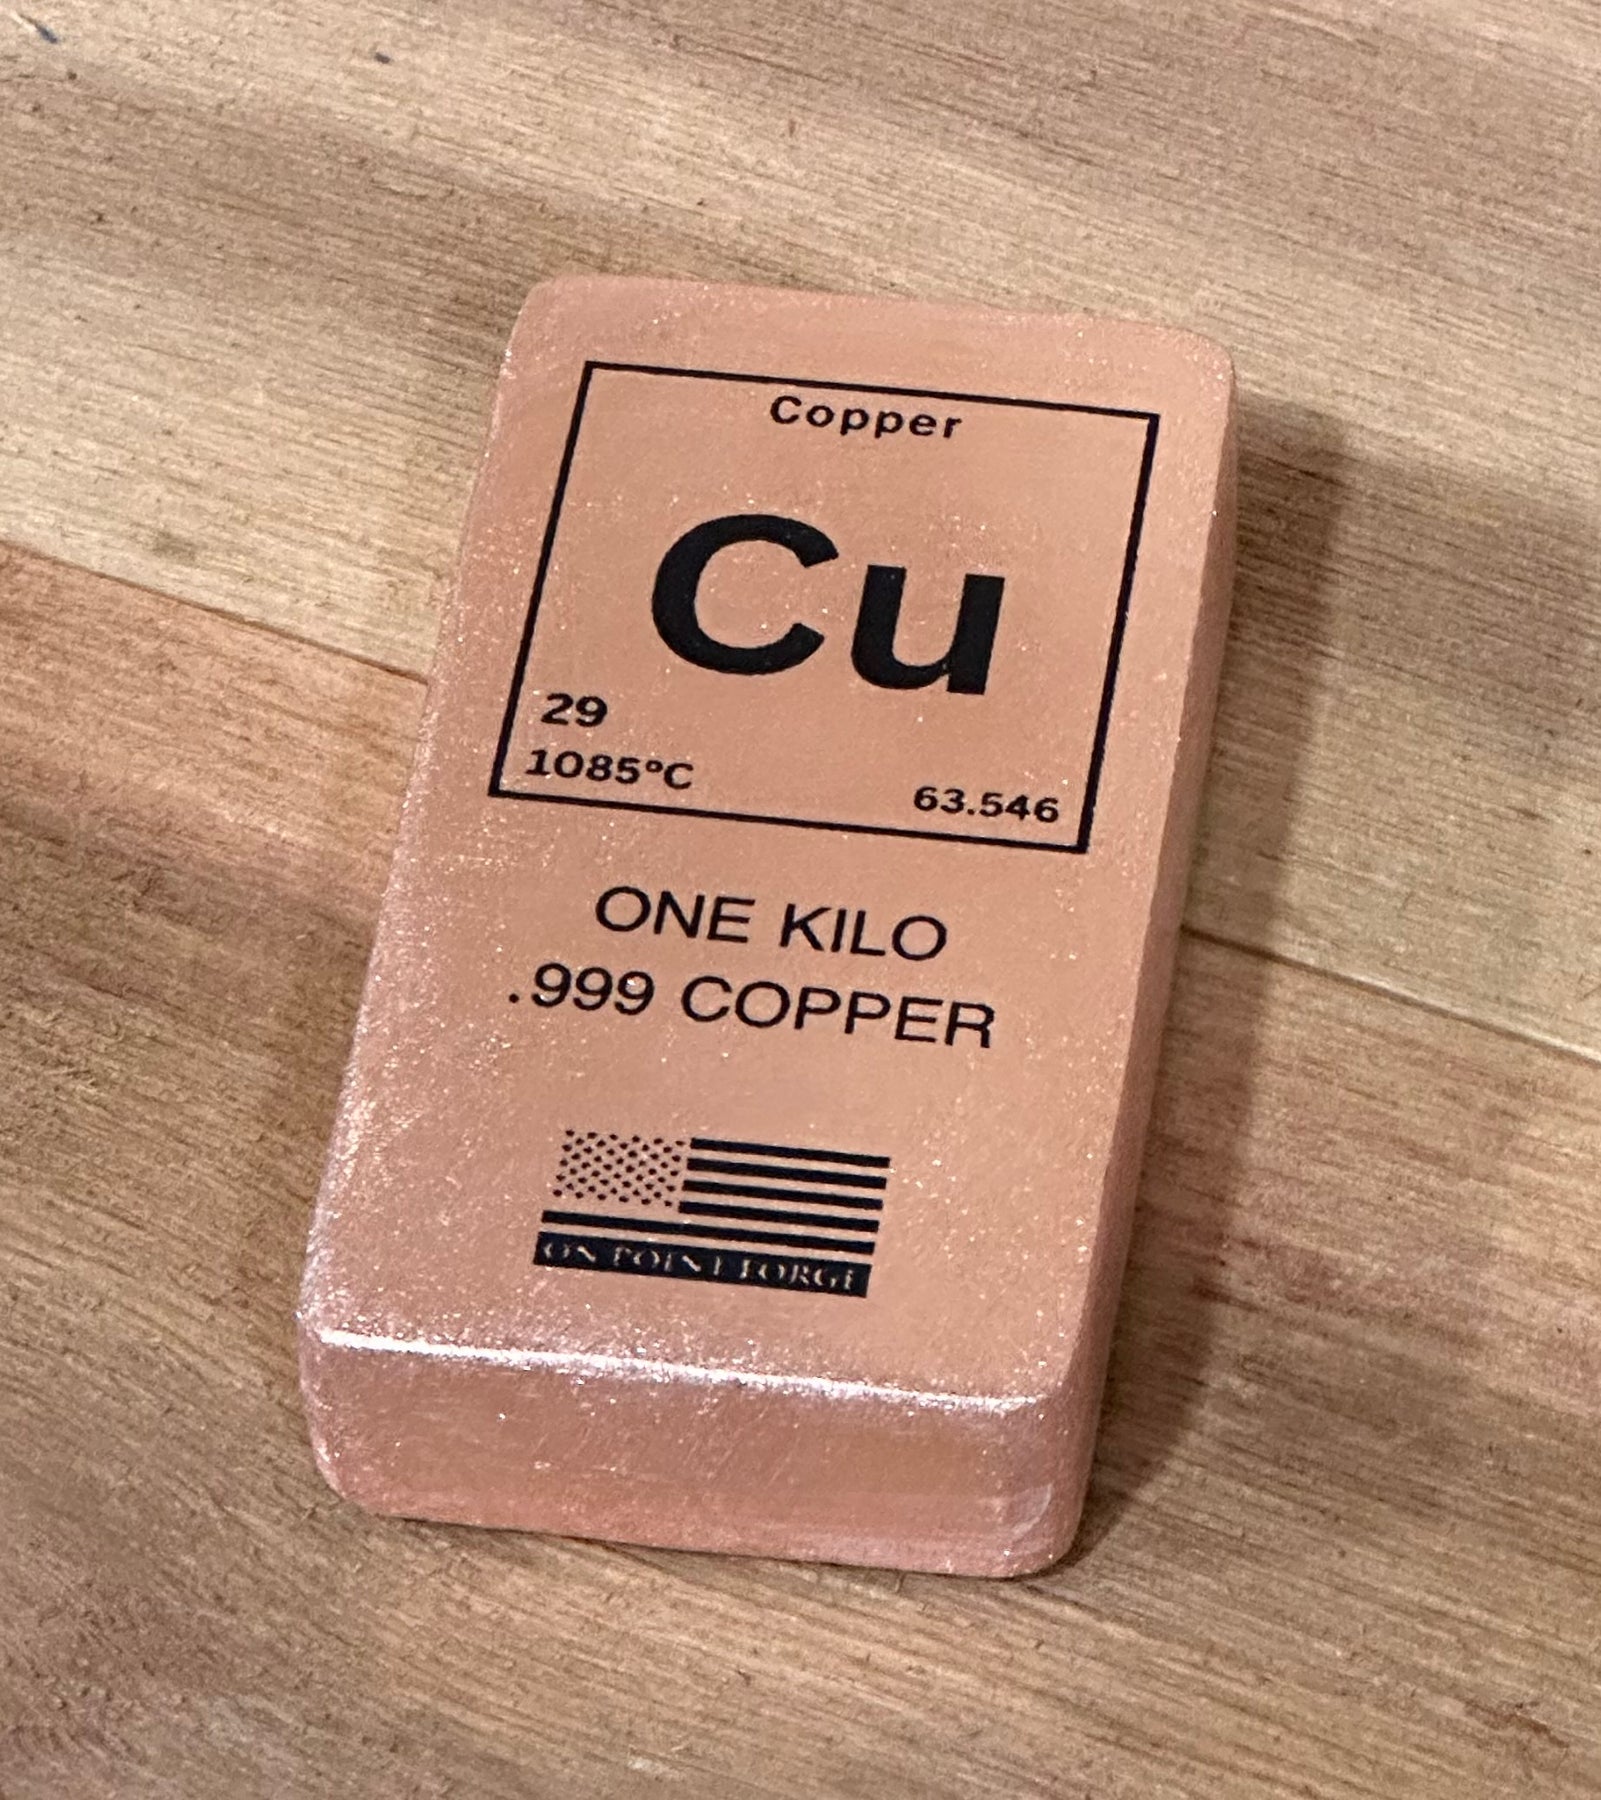 Copper
Cu
29
1085°C
63.546
ONE KILO
.999 COPPER
ON POINT FORGE